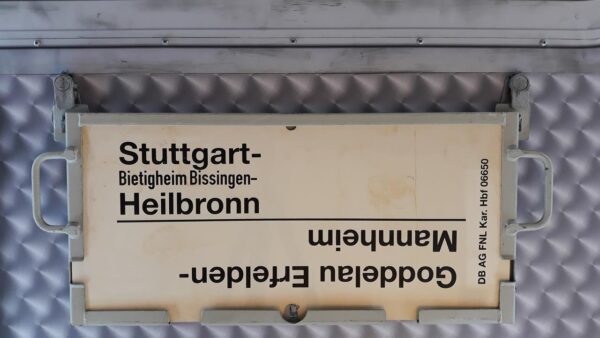 Stuttgart-
Bietigheim Bissingen-
Heilbronn
Goddelau Erfelden-
Mannheim
DB AG FNL Kar. Hbf 06650